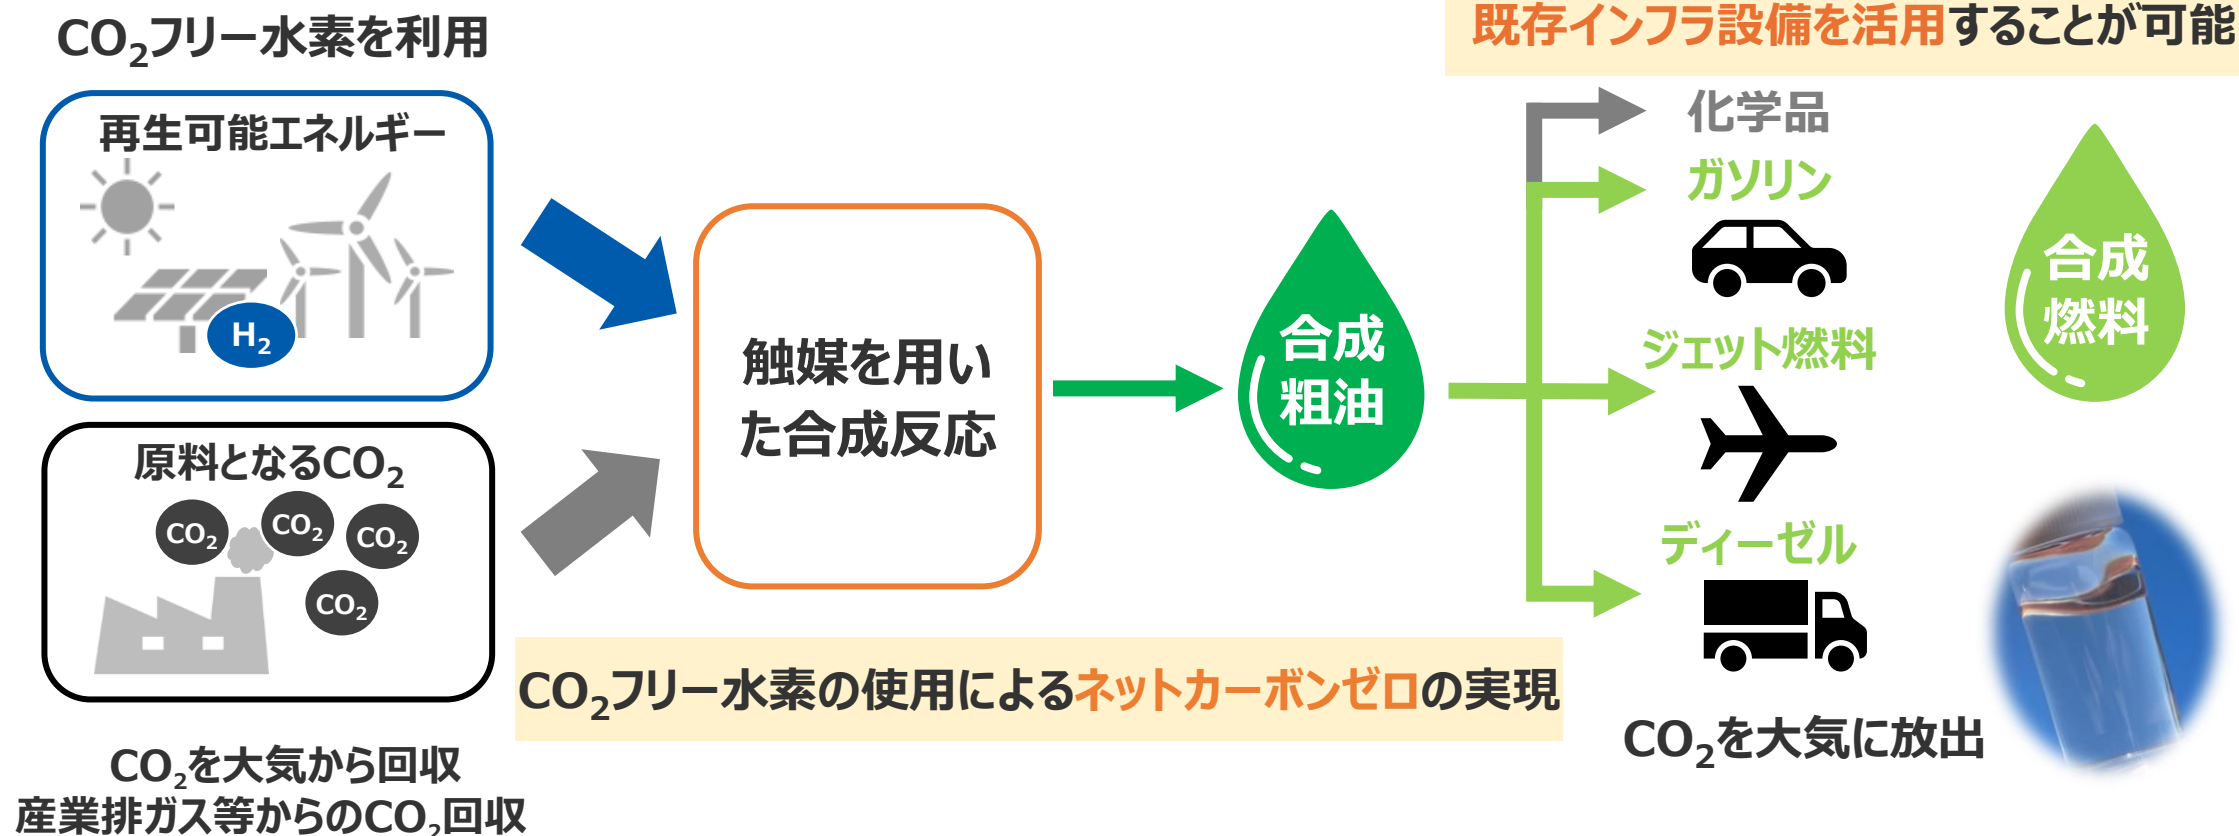 CO₂フリー水素を利用
再生可能エネルギー
H₂
原料となるCO₂
CO₂
CO₂
CO₂
CO₂
CO₂を大気から回収
産業排ガス等からのCO₂回収
触媒を用い
た合成反応
CO₂フリー水素の使用によるネットカーボンゼロの実現
合成
粗油
既存インフラ設備を活用することが可能
化学品
ガソリン
ジェット燃料
ディーゼル
CO₂を大気に放出
合成
燃料